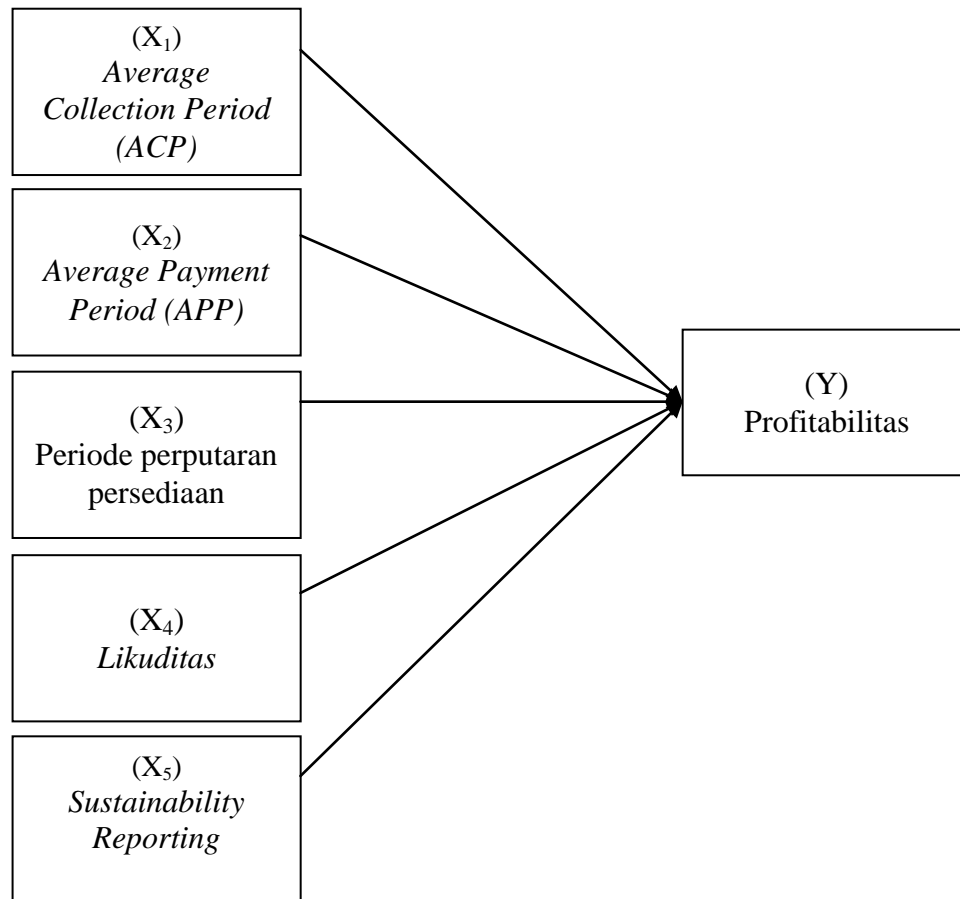 (X₁)
Average
Collection Period
(ACP)
(X₂)
Average Payment
Period (APP)
(X₃)
Periode perputaran
persediaan
(X₄)
Likuditas
(X₅)
Sustainability
Reporting
(Y)
Profitabilitas